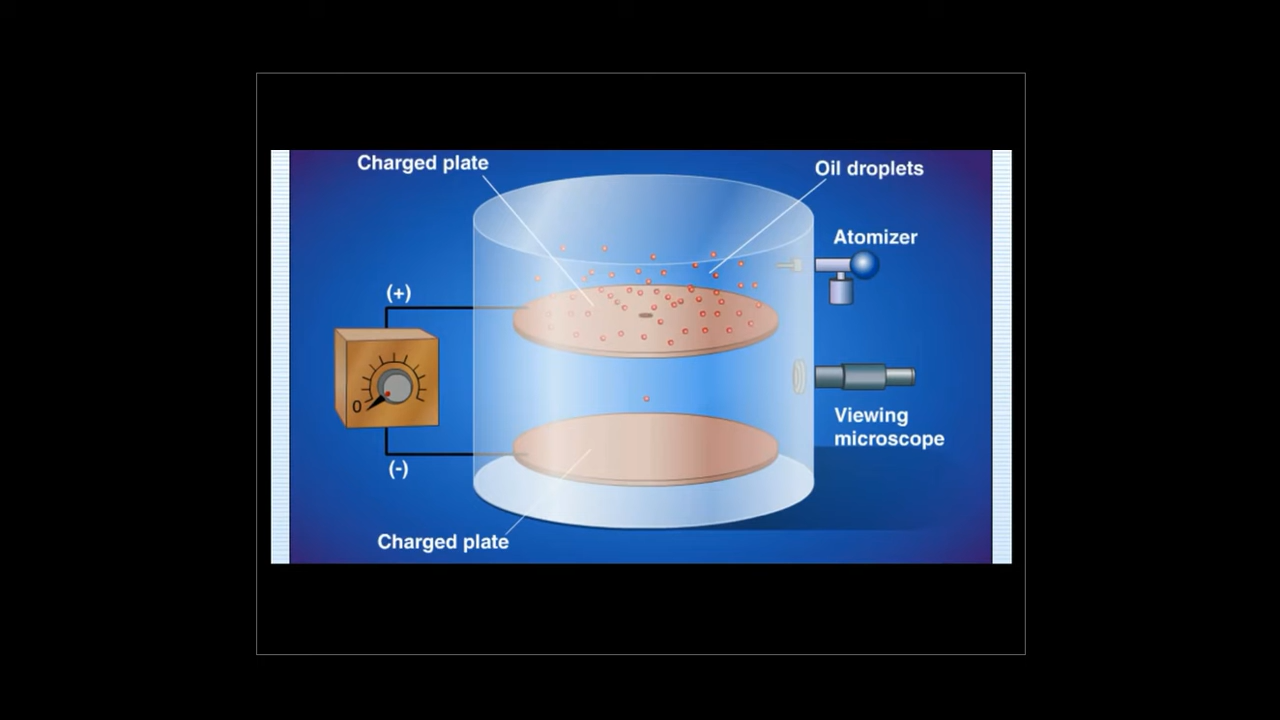 Charged plate
Oil droplets
Atomizer
(+)
0
Viewing
microscope
(-)
Charged plate